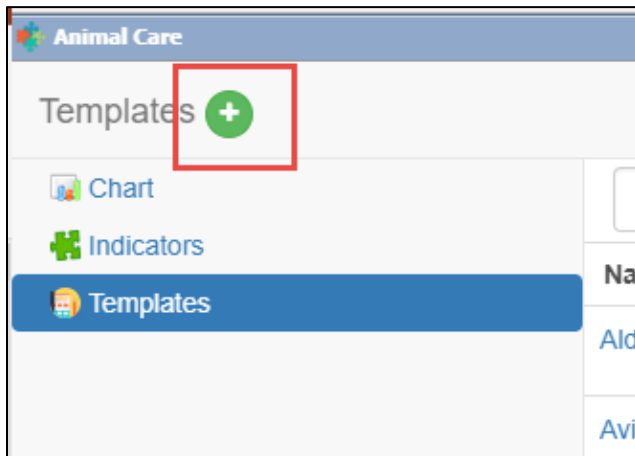 Animal Care
Templates
Chart
Indicators
Templates
Na
Ald
Avi